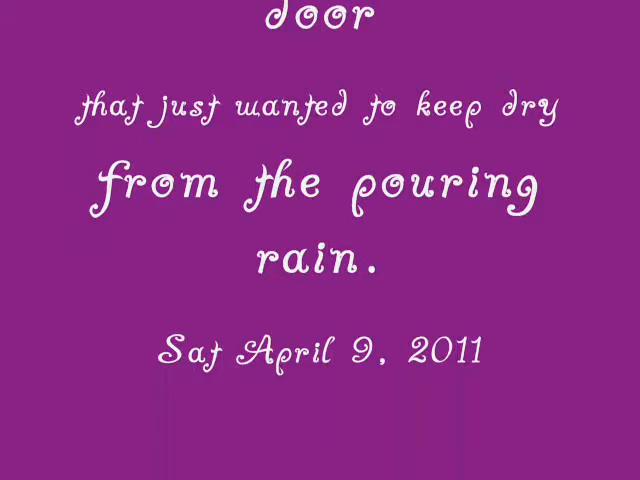 door
that just wanted to keep dry
from the pouring
rain.
Sat April 9, 2011